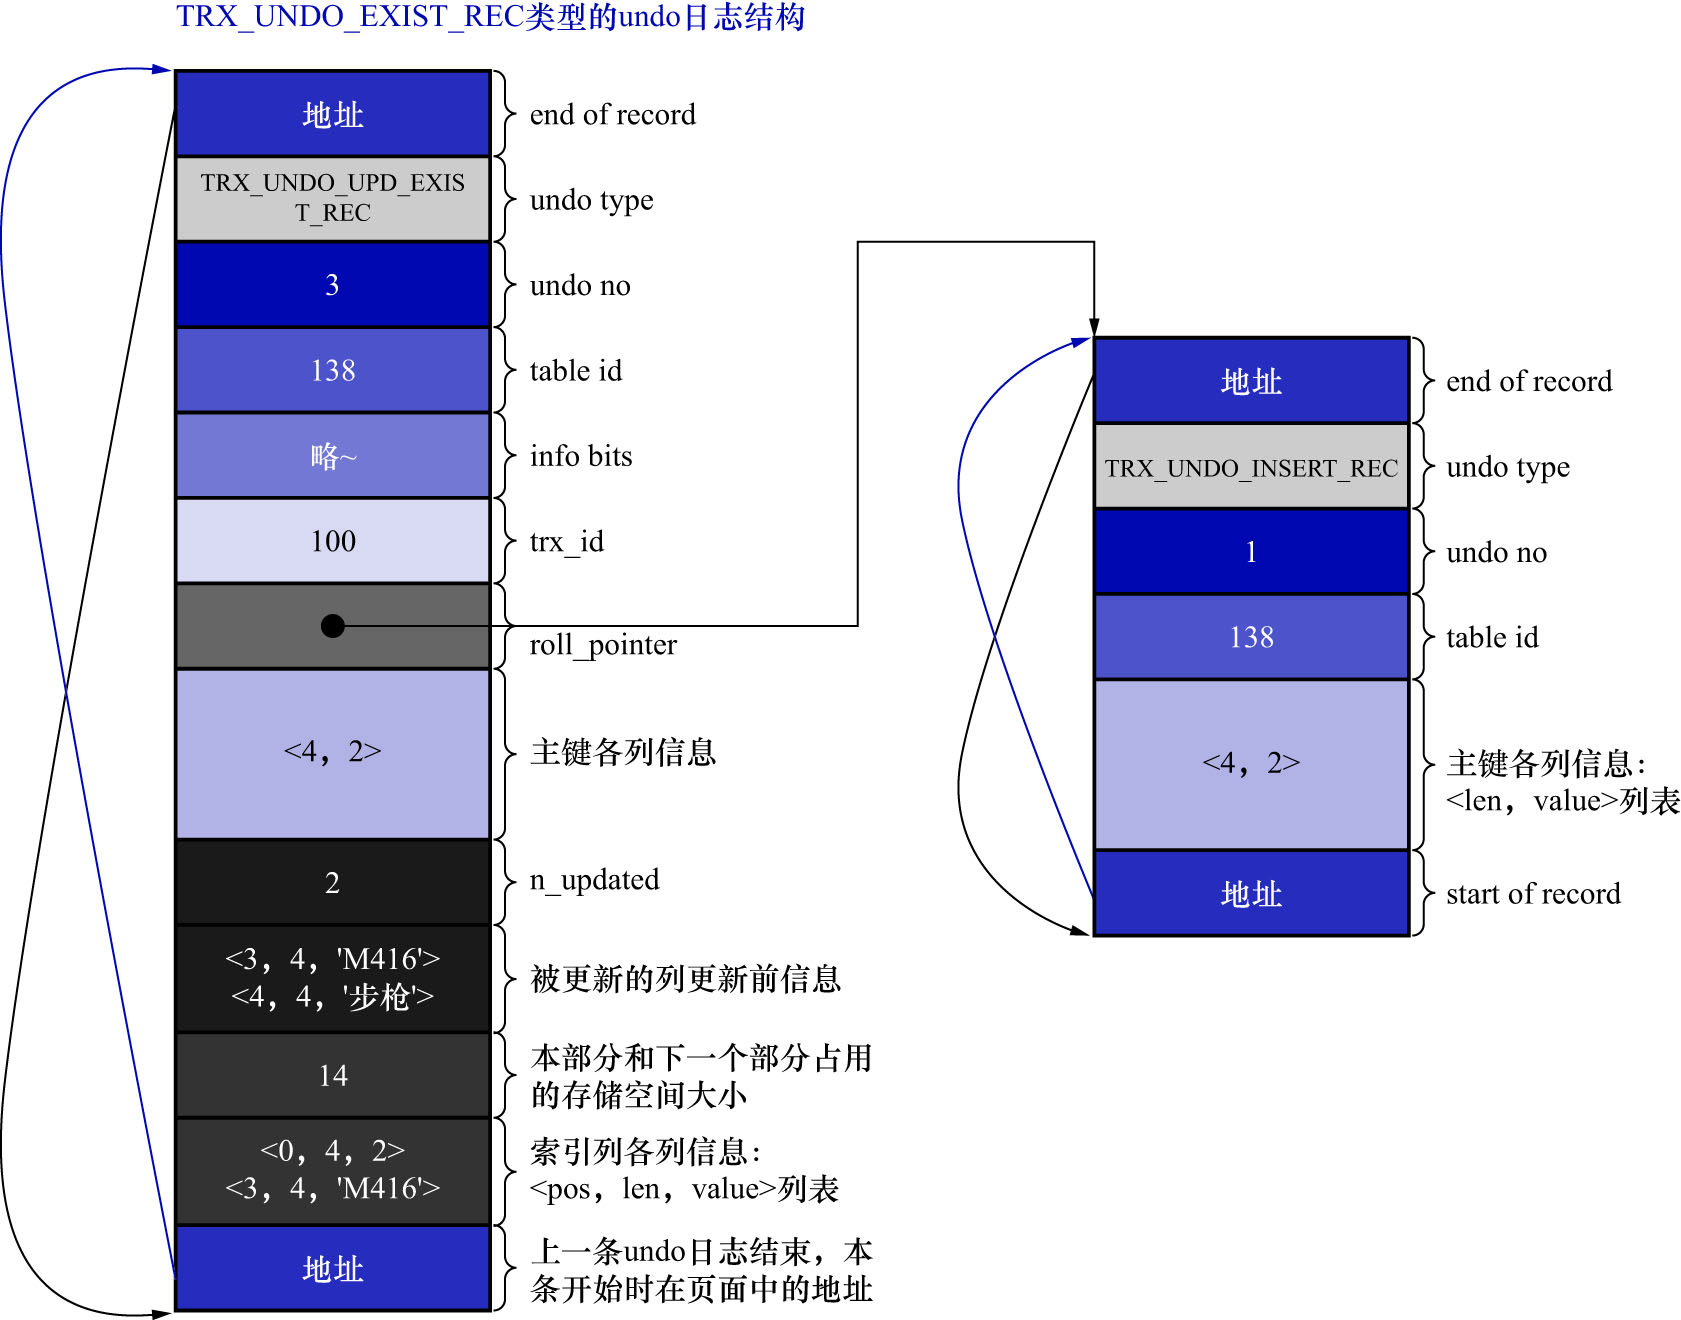 TRX_UNDO_EXIST_REC类型的undo日志结构
地址
end of record
TRX_UNDO_UPD_EXIS
T_REC
undo type
3
undo no
138
table id
略~
info bits
100
trx_id
roll_pointer
<4，2>
主键各列信息
2
n_updated
<3，4，'M416'>
<4，4，'步枪'>
被更新的列更新前信息
14
本部分和下一个部分占用
的存储空间大小
<0，4，2>
<3，4，'M416'>
索引列各列信息：
<pos，len，value>列表
地址
上一条undo日志结束，本
条开始时在页面中的地址
地址
end of record
TRX_UNDO_INSERT_REC
undo type
1
undo no
138
table id
<4，2>
主键各列信息：
<len，value>列表
地址
start of record